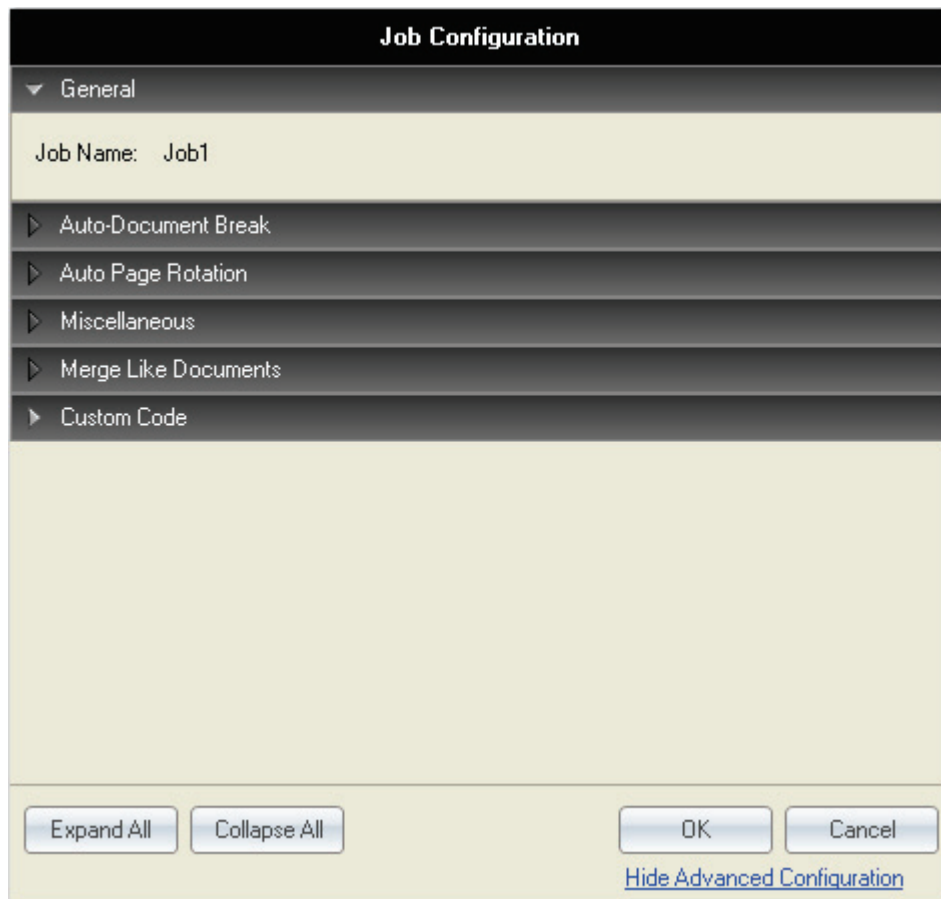 Job Configuration
General
Job Name: Job1
Auto-Document Break
Auto Page Rotation
Miscellaneous
Merge Like Documents
Custom Code
Expand All Collapse All OK Cancel
Hide Advanced Configuration